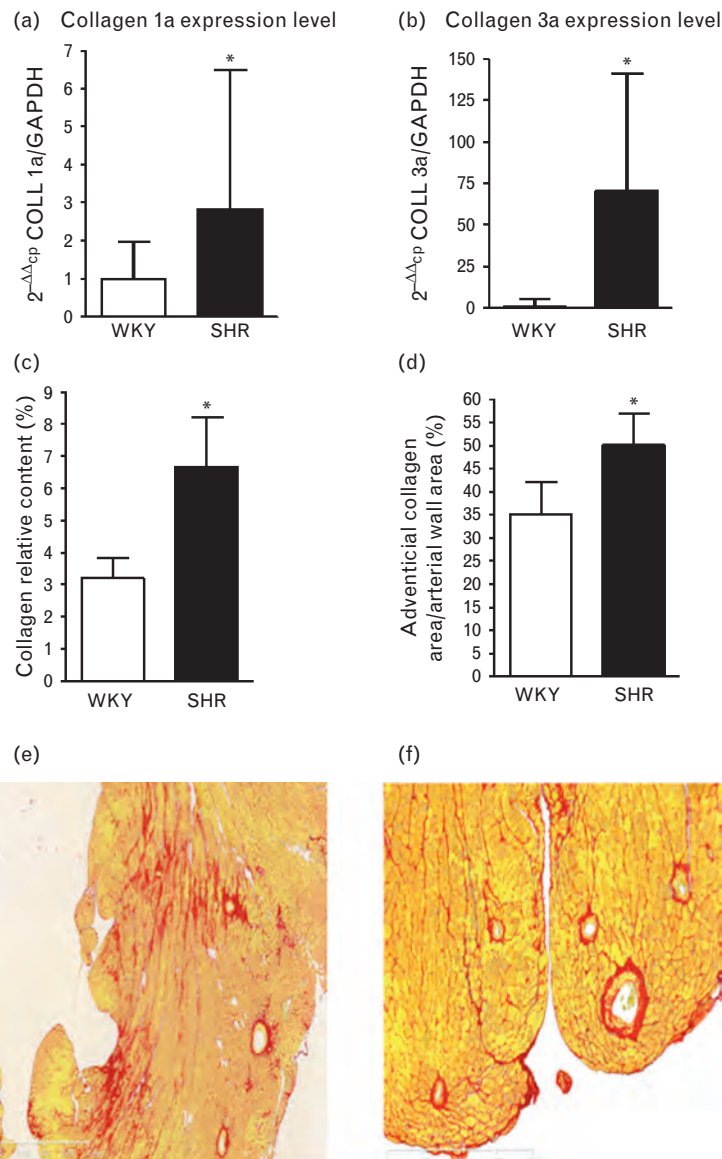 (a) Collagen 1a expression level
2–ΔΔcp COLL 1a/GAPDH
7
6
5
4
3
2
1
0
*
WKY SHR
(b) Collagen 3a expression level
2–ΔΔcp COLL 3a/GAPDH
150
125
100
75
50
25
0
*
WKY SHR
(c)
Collagen relative content (%)
9
8
7
6
5
4
3
2
1
0
*
WKY SHR
(d)
Adventicial collagen
area/arterial wall area (%)
60
55
50
45
40
35
30
25
20
15
10
5
0
*
WKY SHR
(e)
(f)